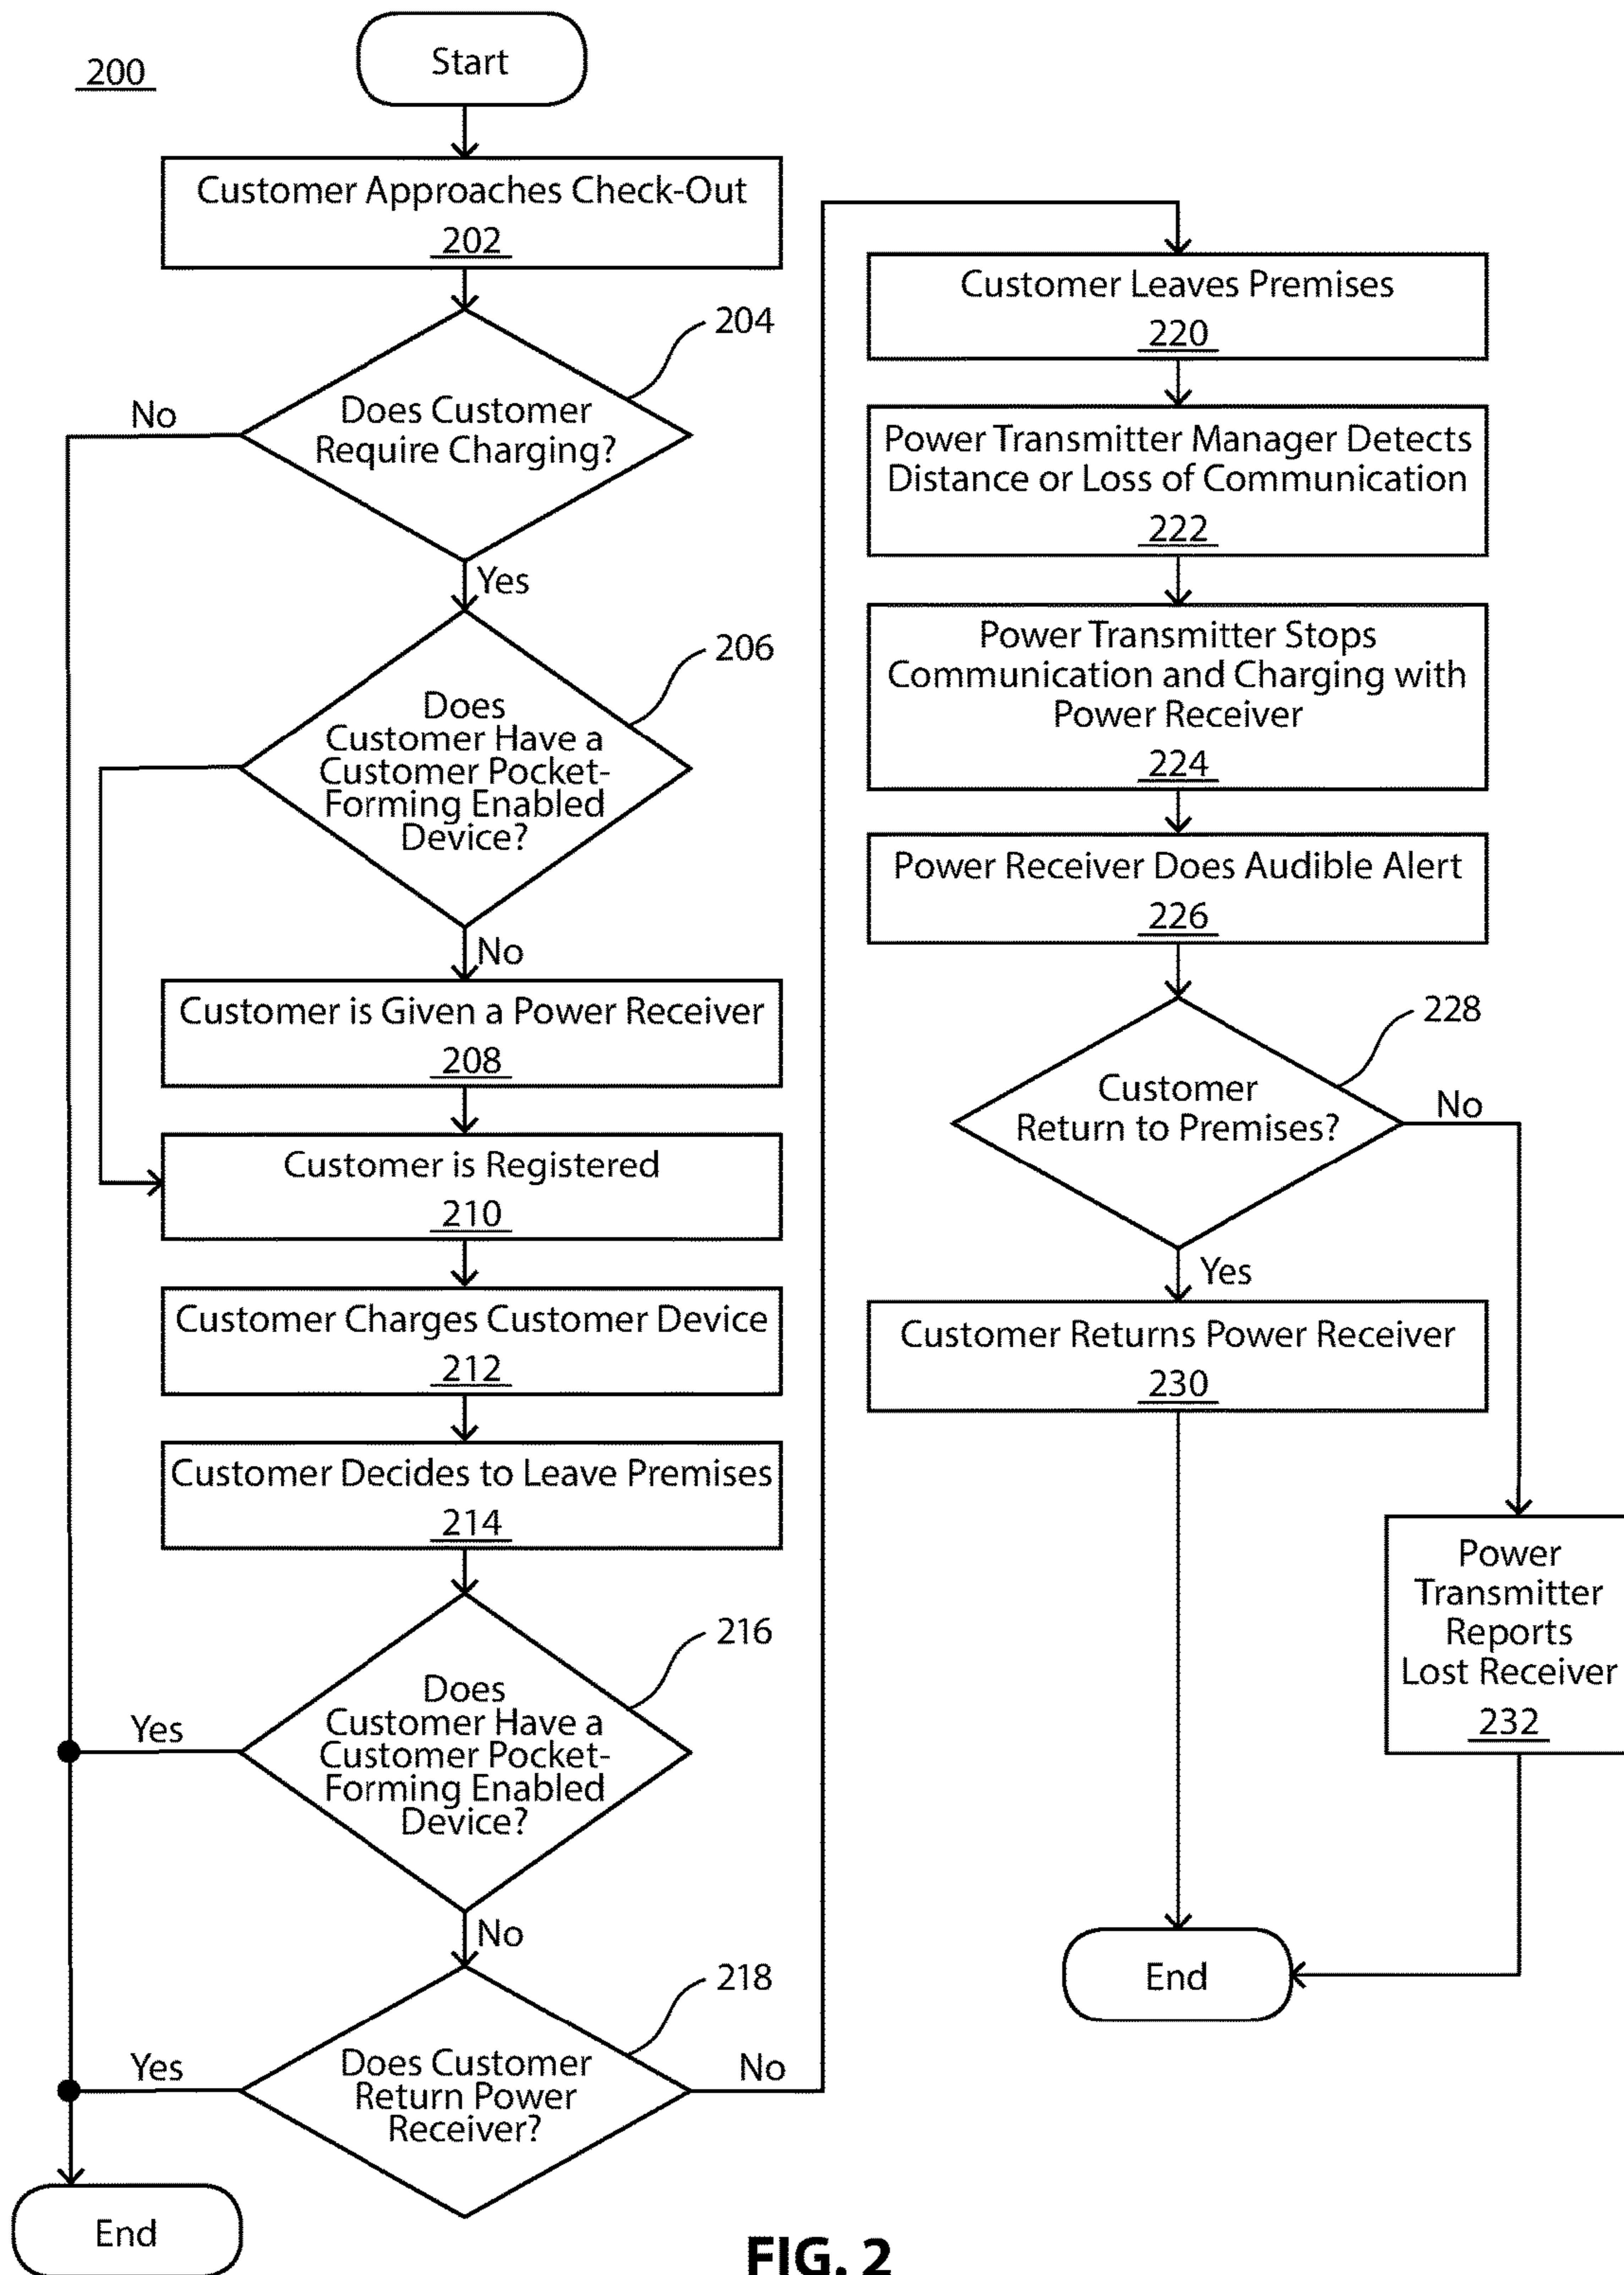 200
Start
Customer Approaches Check-Out
202
204
Does Customer
Require Charging?
No
Yes
206
Does
Customer Have a
Customer Pocket-
Forming Enabled
Device?
No
Customer is Given a Power Receiver
208
Customer is Registered
210
Customer Charges Customer Device
212
Customer Decides to Leave Premises
214
216
Does
Customer Have a
Customer Pocket-
Forming Enabled
Device?
Yes
No
218
Does Customer
Return Power
Receiver?
Yes
No
End
Customer Leaves Premises
220
Power Transmitter Manager Detects
Distance or Loss of Communication
222
Power Transmitter Stops
Communication and Charging with
Power Receiver
224
Power Receiver Does Audible Alert
226
228
Customer
Return to Premises?
No
Yes
Customer Returns Power Receiver
230
Power
Transmitter
Reports
Lost Receiver
232
End
FIG. 2